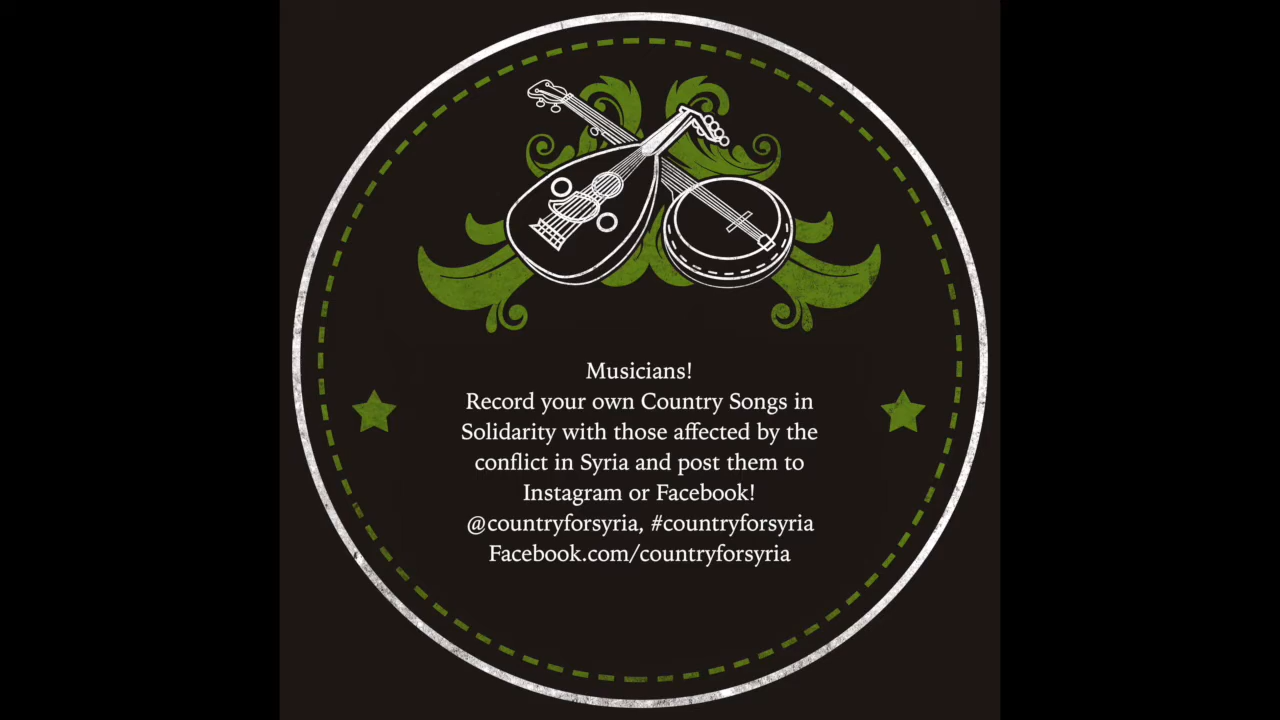 Musicians!
Record your own Country Songs in
Solidarity with those affected by the
conflict in Syria and post them to
Instagram or Facebook!
@countryforsyria, #countryforsyria
Facebook.com/countryforsyria